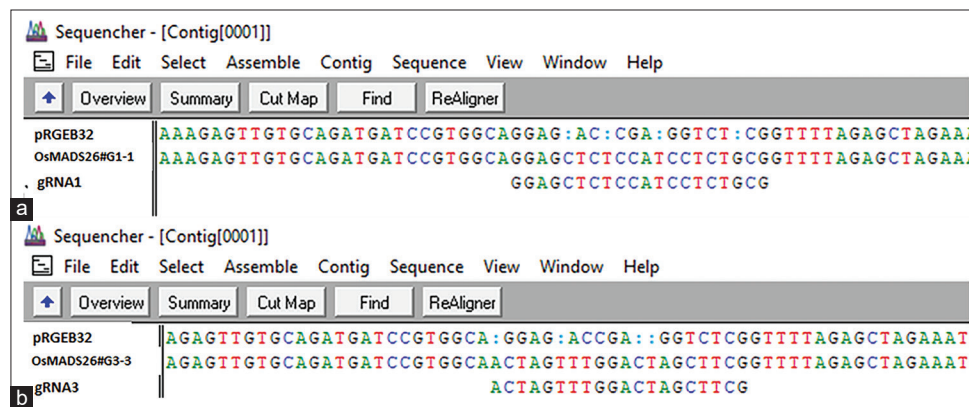 Sequencher - [Contig[0001]]
File Edit Select Assemble Contig Sequence View Window Help
Overview Summary Cut Map Find ReAligner
pRGEB32 AAAGAGTTGTGCAGATGATCCGTGGCAGGAG:AC:CGA:GGTCT:CGGTTTTAGAGCTAGAAA
OsMADS26#G1-1 AAAGAGTTGTGCAGATGATCCGTGGCAGGAGCTCTCCATCCTCTGCGGTTTTAGAGCTAGAAA
gRNA1 GGAGCTCTCCATCCTCTGCG
a
Sequencher - [Contig[0001]]
File Edit Select Assemble Contig Sequence View Window Help
Overview Summary Cut Map Find ReAligner
pRGEB32 AGAGTTGTGCAGATGATCCGTGGCA:GGAG:ACCGA::GGTCTCGGTTTTAGAGCTAGAAAT
OsMADS26#G3-3 AGAGTTGTGCAGATGATCCGTGGCAACTAGTTTGGACTAGCTTCGGTTTTAGAGCTAGAAAT
gRNA3 ACTAGTTTGGACTAGCTTCG
b